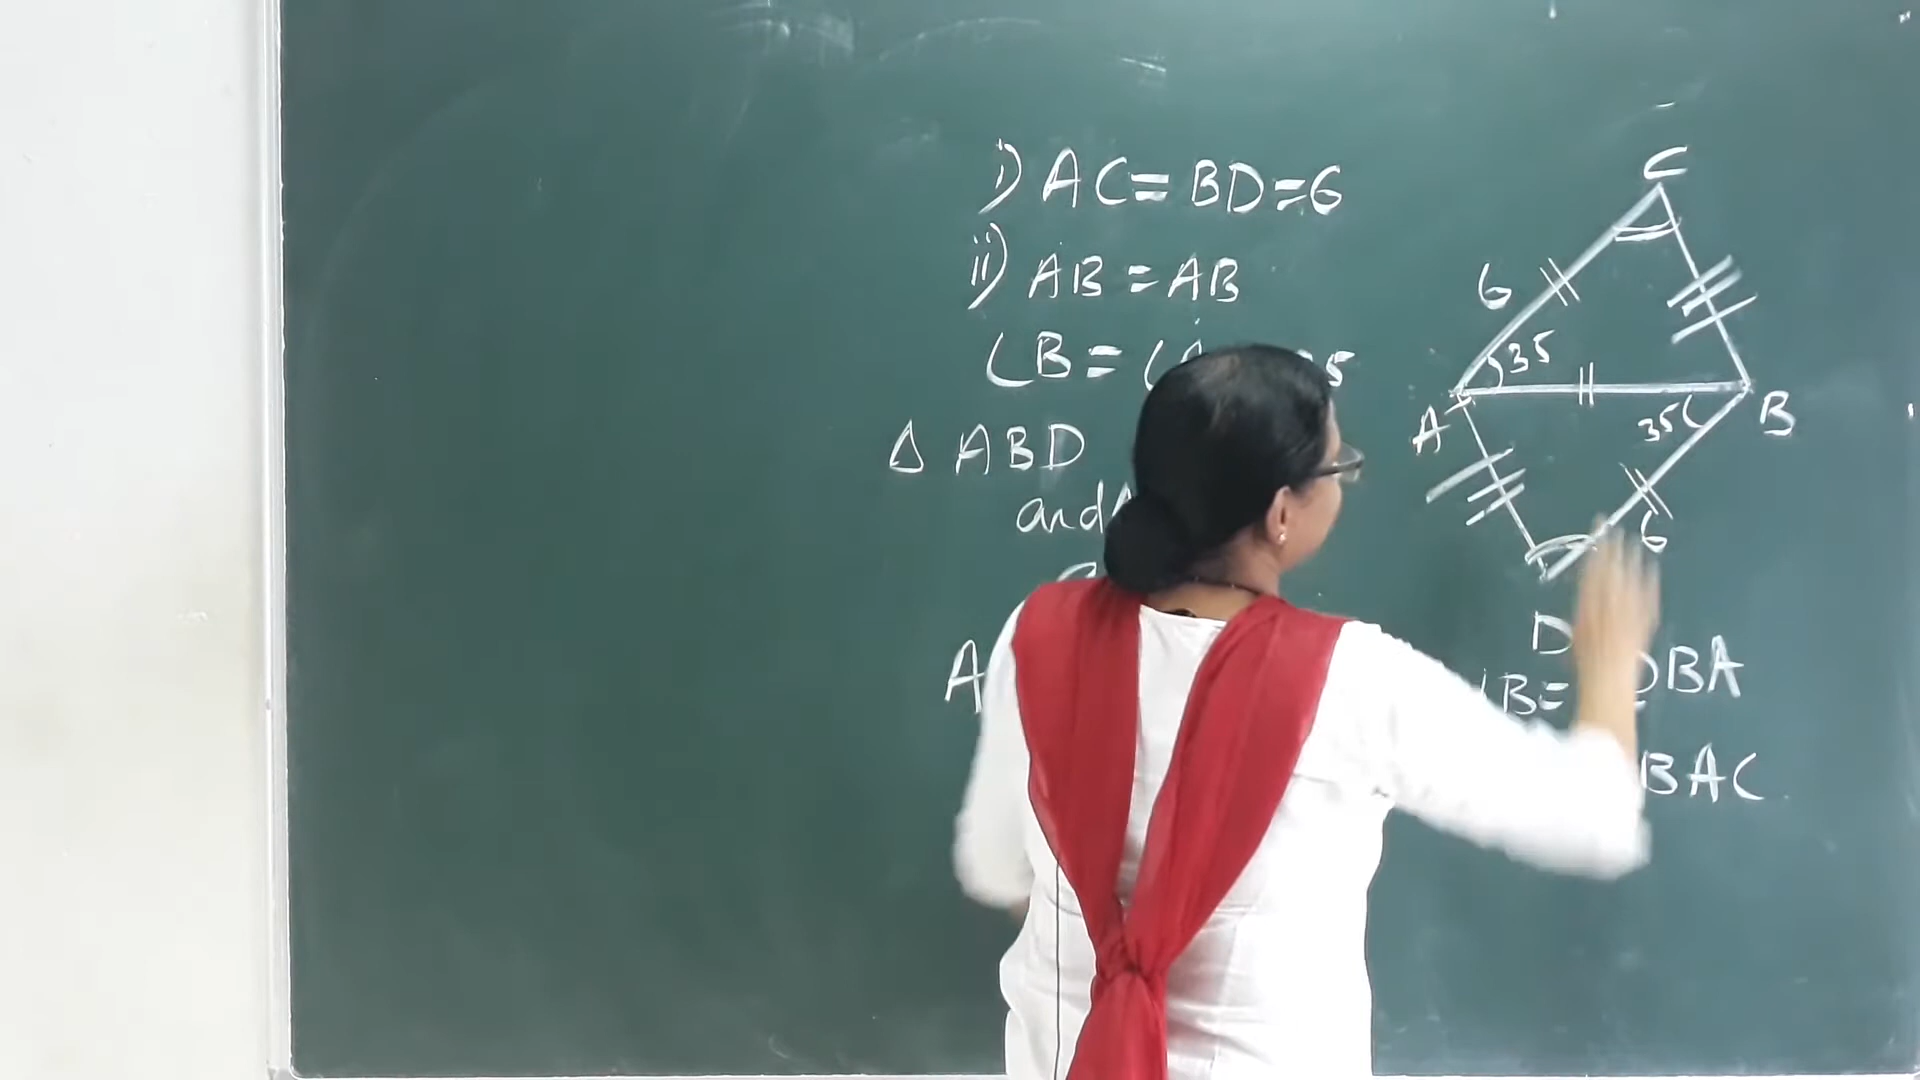 i) AC = BD = 6
ii) AB = AB
∠B = ∠
Δ ABD
and
A
C
6
35
A
35
B
6
D
∠B = DBA
BAC